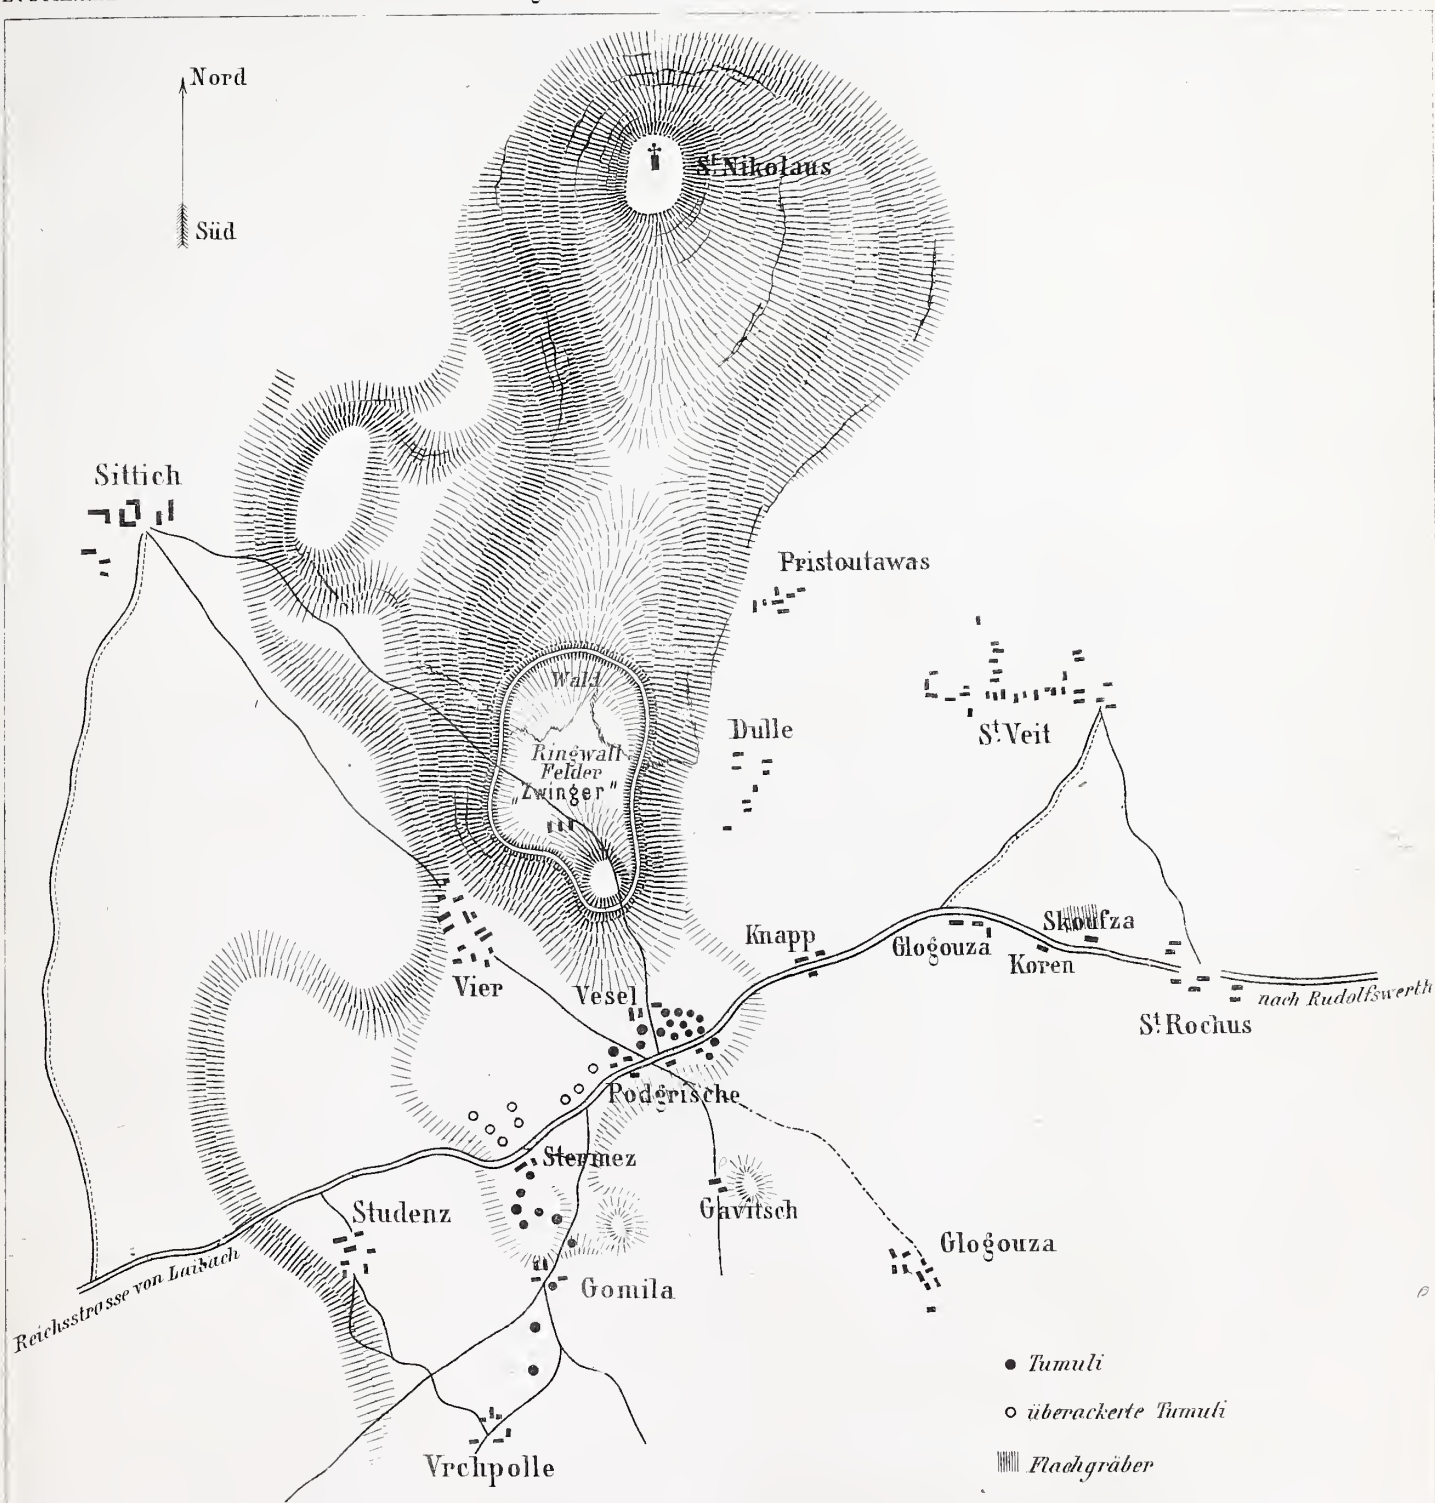 Nord
Süd
St. Nikolaus
Sittich
Pristoutawas
Wald
Dulle
St. Veit
Ringwall
Felder
„Zwinger"
Knapp
Glogouza
Skoufza
Koren
Vier
Vesel
nach Rudolfswerth
St. Rochus
Podgrische
Stermez
Studenz
Gavitsch
Glogouza
Reichsstrasse von Laibach
Gomila
Tumuli
überackerte Tumuli
Flachgräber
Vrchpolle